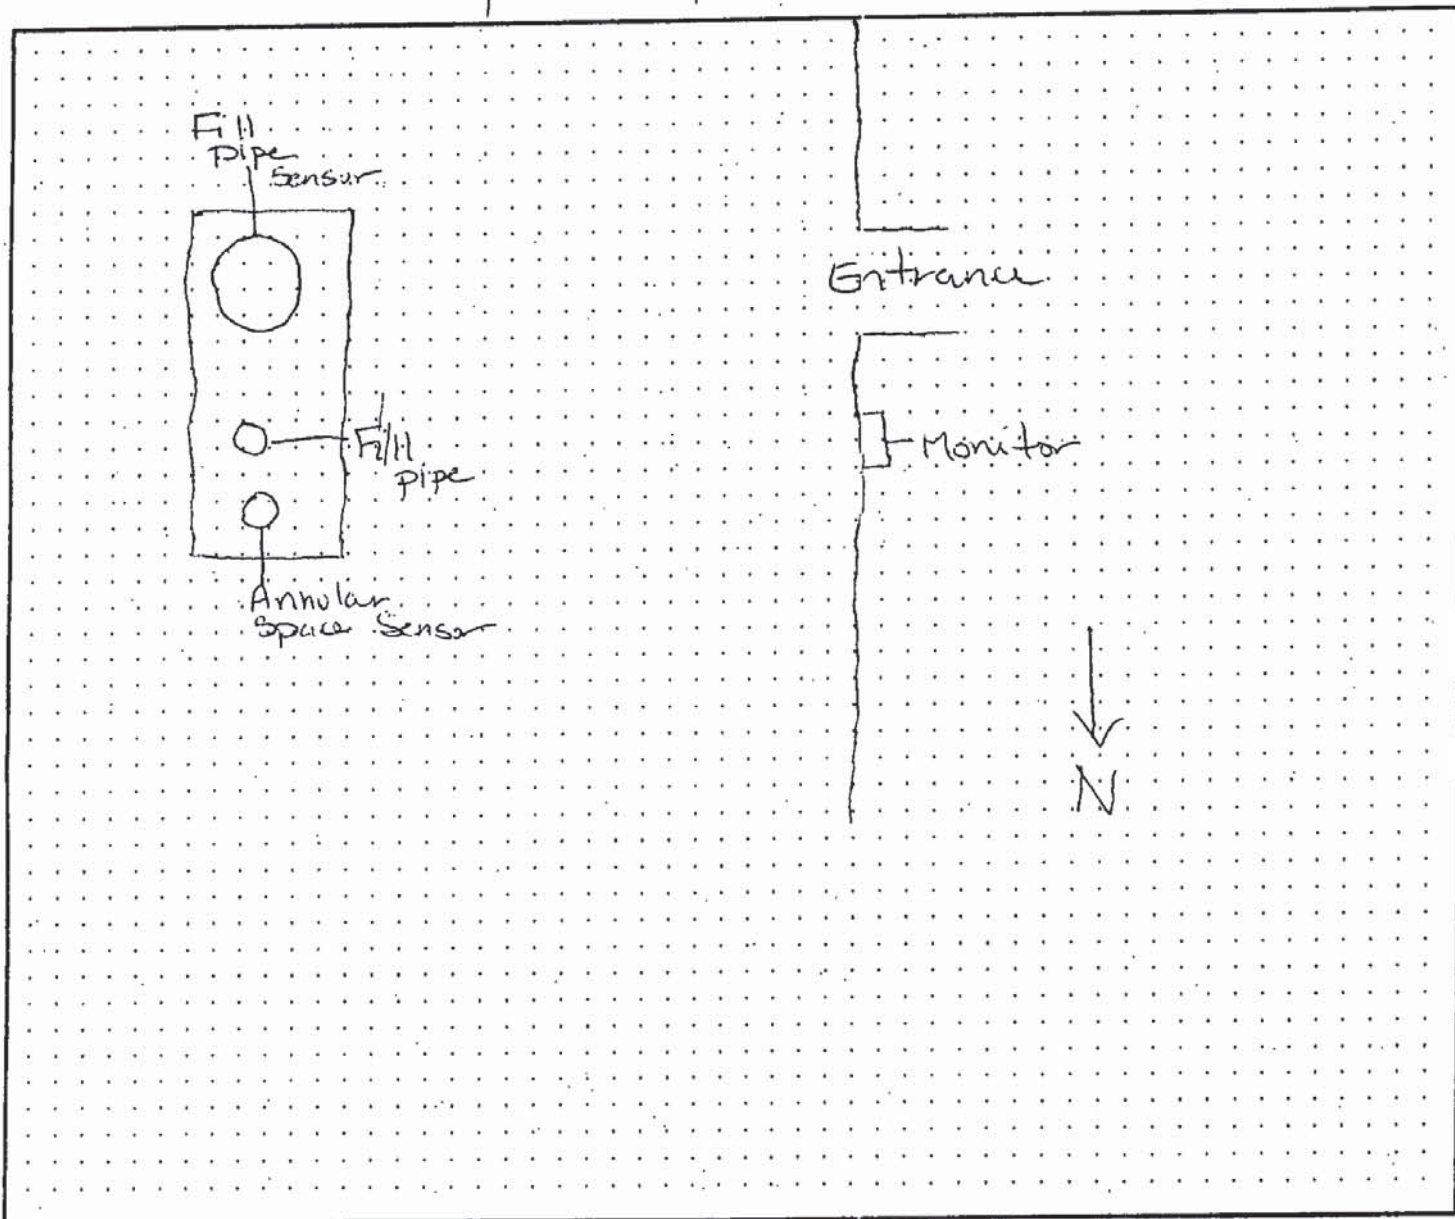 Fill
pipe
Sensor
Entrance
Fill
pipe
Monitor
Annular
Space Sensor
N